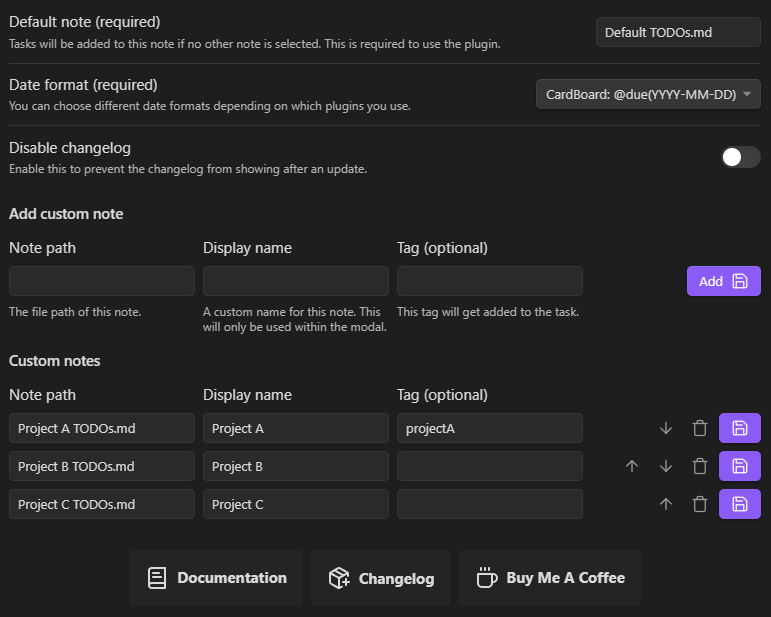 Default note (required)
Tasks will be added to this note if no other note is selected. This is required to use the plugin.
Default TODOs.md
Date format (required)
You can choose different date formats depending on which plugins you use.
CardBoard: @due(YYYY-MM-DD)
Disable changelog
Enable this to prevent the changelog from showing after an update.
Add custom note
Note path
Display name
Tag (optional)
Add
The file path of this note.
A custom name for this note. This
will only be used within the modal.
This tag will get added to the task.
Custom notes
Note path
Display name
Tag (optional)
Project A TODOs.md
Project A
projectA
Project B TODOs.md
Project B
Project C TODOs.md
Project C
Documentation
Changelog
Buy Me A Coffee